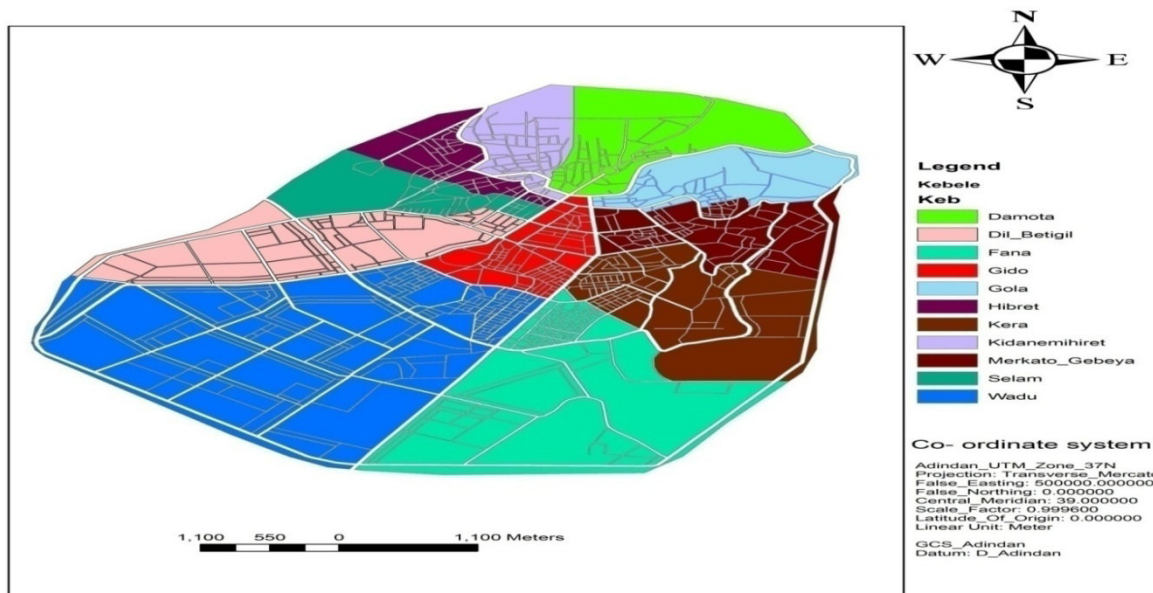 N
W E
S
Legend
Kebele
Keb
Damota
Dil_Betigil
Fana
Gido
Gola
Hibret
Kera
Kidanemihiret
Merkato_Gebeya
Selam
Wadu
Co- ordinate system
Adindan_UTM_Zone_37N
Projection: Transverse_Mercat
False_Easting: 500000.000000
False_Northing: 0.000000
Central_Meridian: 39.000000
Scale_Factor: 0.999600
Latitude_Of_Origin: 0.000000
Linear Unit: Meter
GCS_Adindan
Datum: D_Adindan
1,100 550 0 1,100 Meters